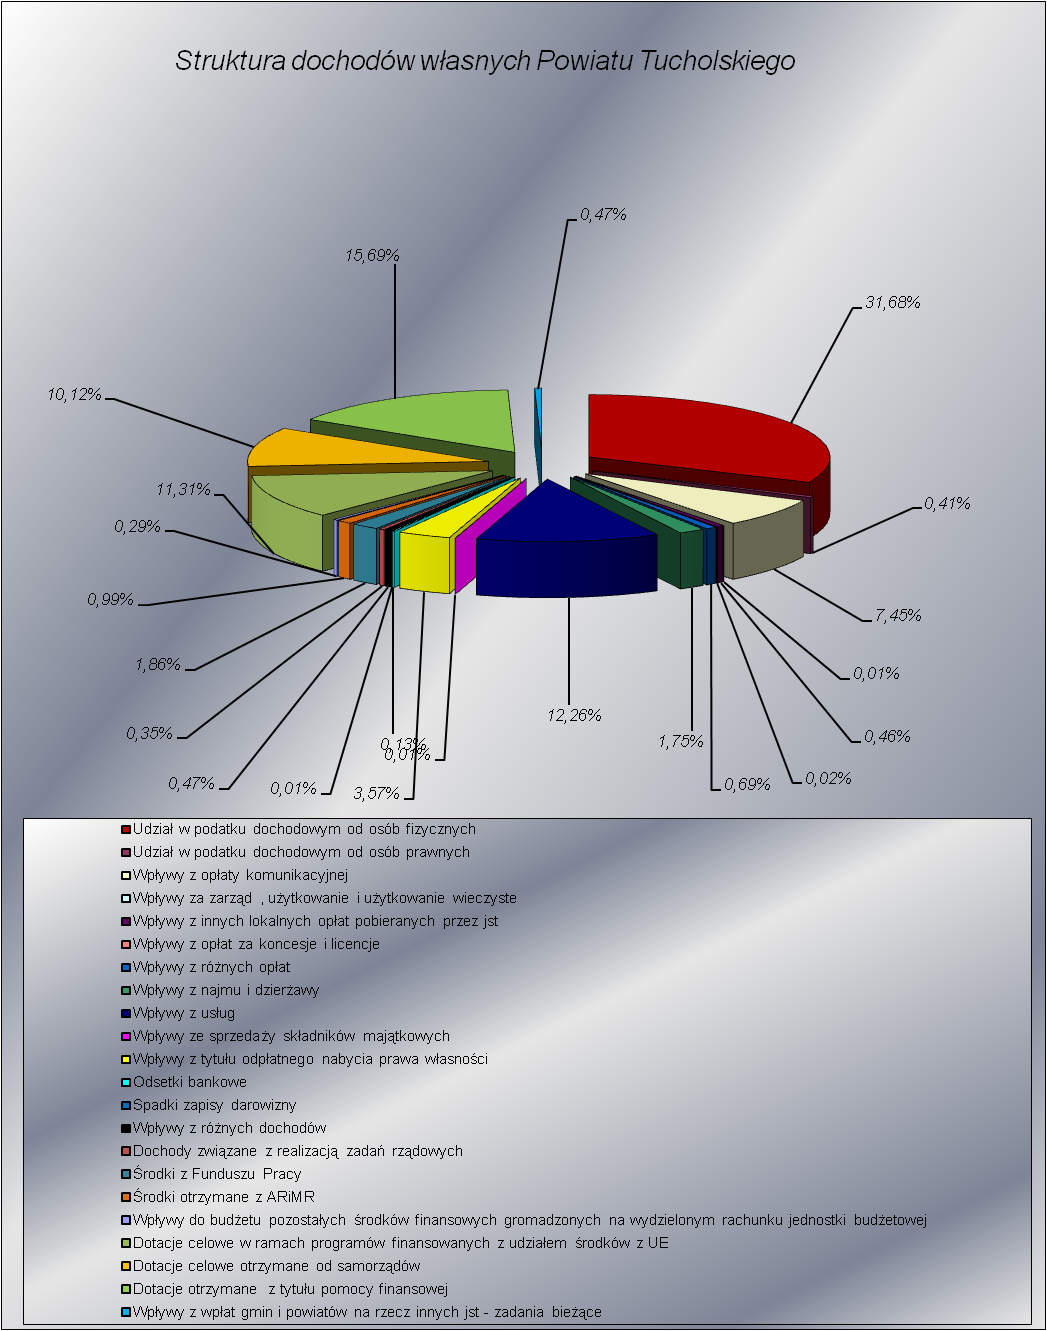 Struktura dochodów własnych Powiatu Tucholskiego
0,47%
15,69%
31,68%
10,12%
11,31%
0,41%
0,29%
0,99%
7,45%
1,86%
0,01%
12,26%
0,35%
0,13%
0,01%
1,75%
0,46%
0,47%
0,01%
3,57%
0,69%
0,02%
Udział w podatku dochodowym od osób fizycznych
Udział w podatku dochodowym od osób prawnych
Wpływy z opłaty komunikacyjnej
Wpływy za zarząd , użytkowanie i użytkowanie wieczyste
Wpływy z innych lokalnych opłat pobieranych przez jst
Wpływy z opłat za koncesje i licencje
Wpływy z różnych opłat
Wpływy z najmu i dzierżawy
Wpływy z usług
Wpływy ze sprzedaży składników majątkowych
Wpływy z tytułu odpłatnego nabycia prawa własności
Odsetki bankowe
Spadki zapisy darowizny
Wpływy z różnych dochodów
Dochody związane z realizacją zadań rządowych
Środki z Funduszu Pracy
Środki otrzymane z ARiMR
Wpływy do budżetu pozostałych środków finansowych gromadzonych na wydzielonym rachunku jednostki budżetowej
Dotacje celowe w ramach programów finansowanych z udziałem środków z UE
Dotacje celowe otrzymane od samorządów
Dotacje otrzymane z tytułu pomocy finansowej
Wpływy z wpłat gmin i powiatów na rzecz innych jst - zadania bieżące